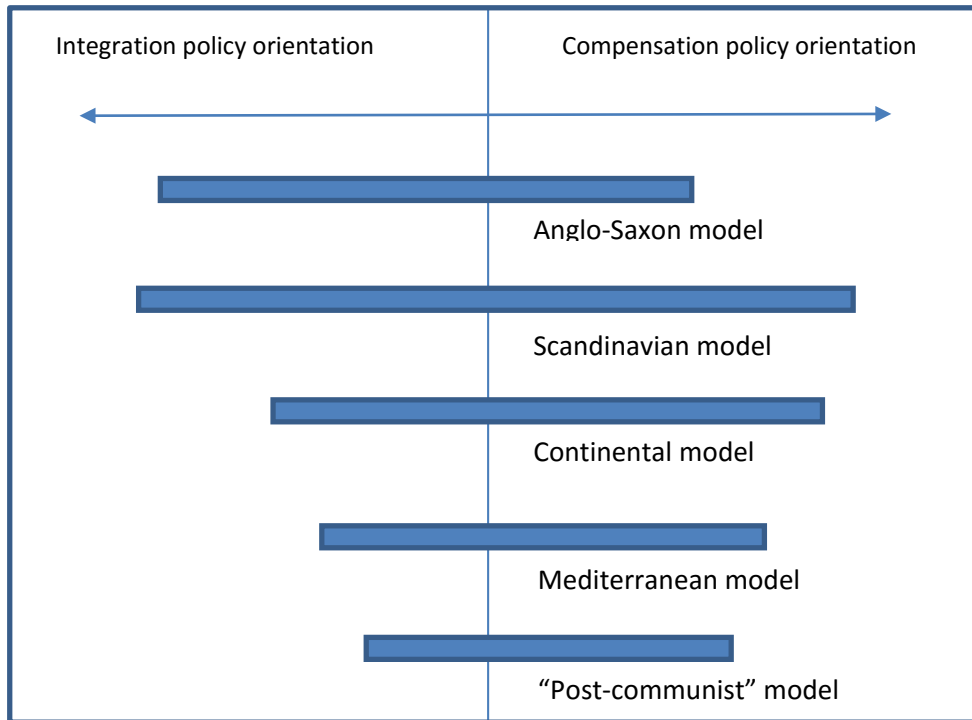 Integration policy orientation
Compensation policy orientation
Anglo-Saxon model
Scandinavian model
Continental model
Mediterranean model
“Post-communist” model